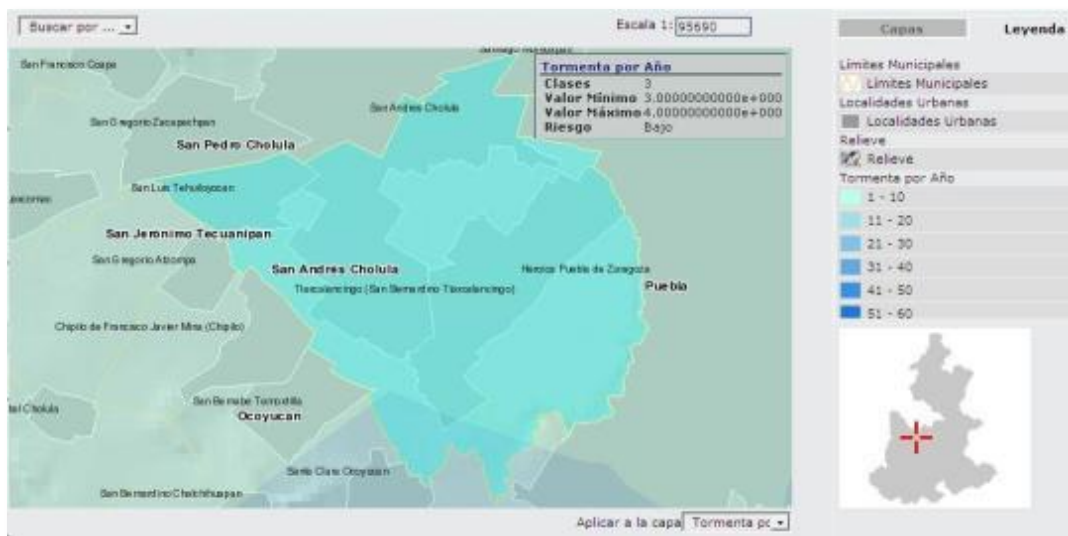 Buscar por ...
Escala 1: 95690
Capas
Leyenda
San Francisco Coapa
Tormenta por Año
Clases 3
Valor Mínimo 3.00000000000e+000
Valor Máximo 4.00000000000e+000
Riesgo Bajo
San Andres Cholula
San Gregorio Zacapechpan
San Pedro Cholula
San Luis Tehuiloyocan
San Jeronimo Tecuanipan
San Gregorio Atzompa
San Andres Cholula
Heroica Puebla de Zaragoza
Tlaxcalancingo (San Bernardino Tlaxcalancingo)
Puebla
Chipilo de Francisco Javier Mina (Chipilo)
San Bernabe Temoxtitla
Ocoyucan
Santa Clara Ocoyucan
San Bernardino Chalchihuapan
Aplicar a la capa Tormenta pc
Límites Municipales
Límites Municipales
Localidades Urbanas
Localidades Urbanas
Relieve
Relieve
Tormenta por Año
1 - 10
11 - 20
21 - 30
31 - 40
41 - 50
51 - 60